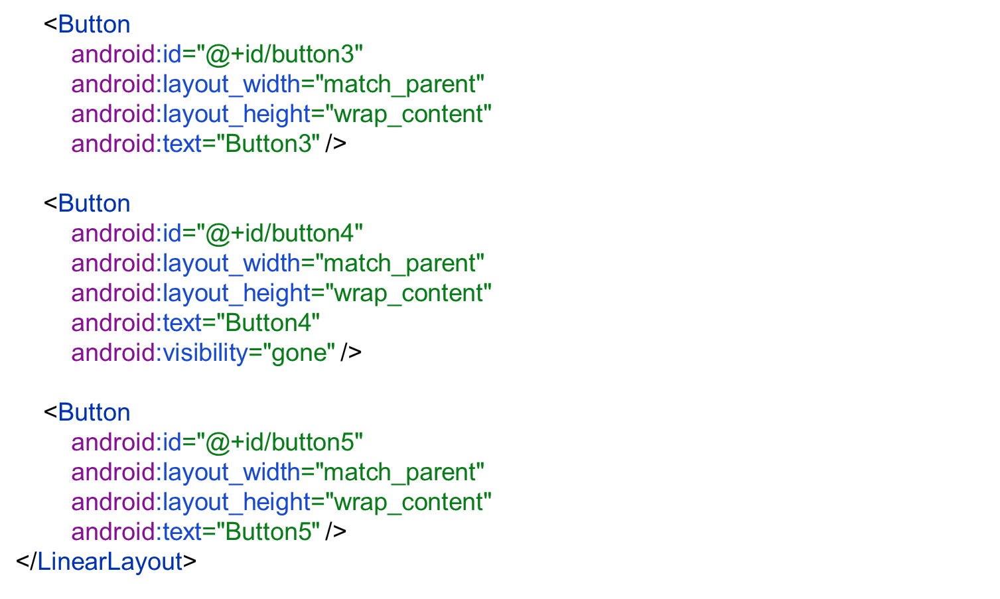 <Button
android:id="@+id/button3"
android:layout_width="match_parent"
android:layout_height="wrap_content"
android:text="Button3" />
<Button
android:id="@+id/button4"
android:layout_width="match_parent"
android:layout_height="wrap_content"
android:text="Button4"
android:visibility="gone" />
<Button
android:id="@+id/button5"
android:layout_width="match_parent"
android:layout_height="wrap_content"
android:text="Button5" />
</LinearLayout>